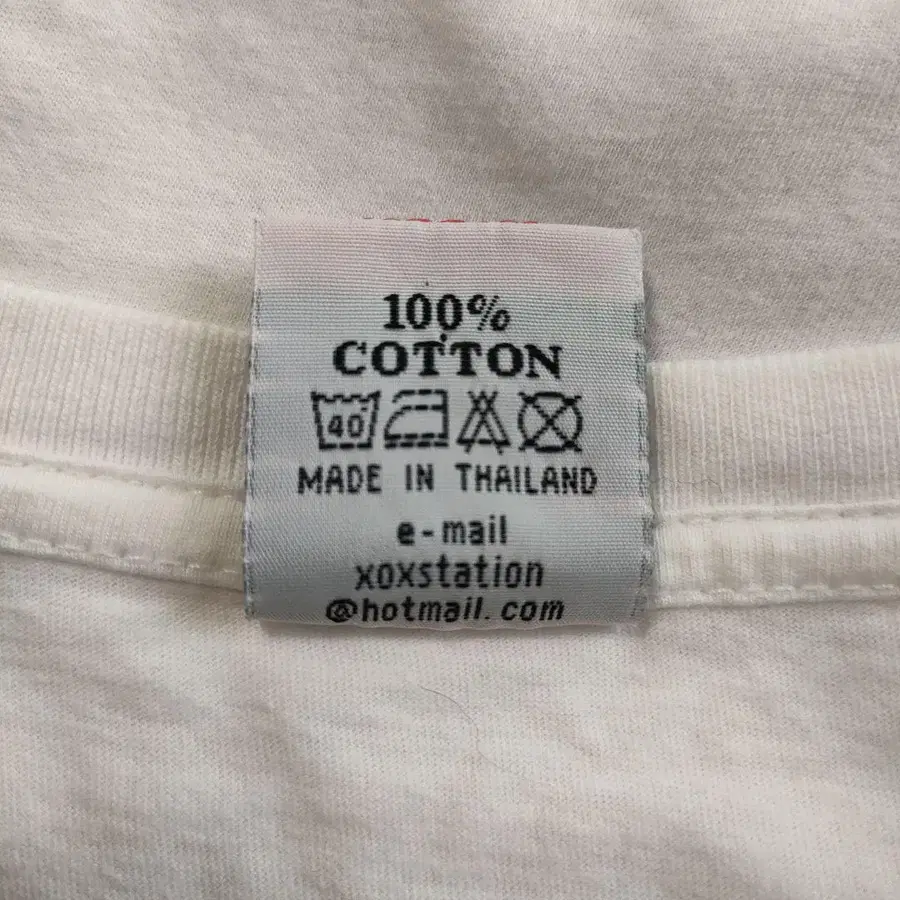 100%
COTTON
40
MADE IN THAILAND
e-mail
xoxstation
@hotmail.com